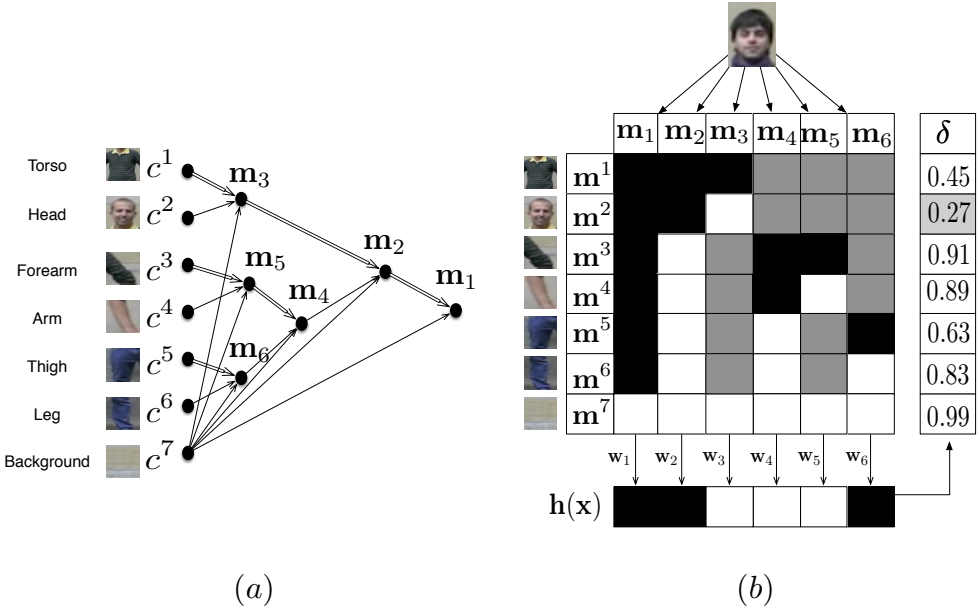 Torso c¹
Head c²
Forearm c³
Arm c⁴
Thigh c⁵
Leg c⁶
Background c⁷
m₃
m₂
m₅
m₁
m₄
m₆
(a)
m₁ m₂ m₃ m₄ m₅ m₆ δ
m¹ 0.45
m² 0.27
m³ 0.91
m⁴ 0.89
m⁵ 0.63
m⁶ 0.83
m⁷ 0.99
w₁ w₂ w₃ w₄ w₅ w₆
h(x)
(b)